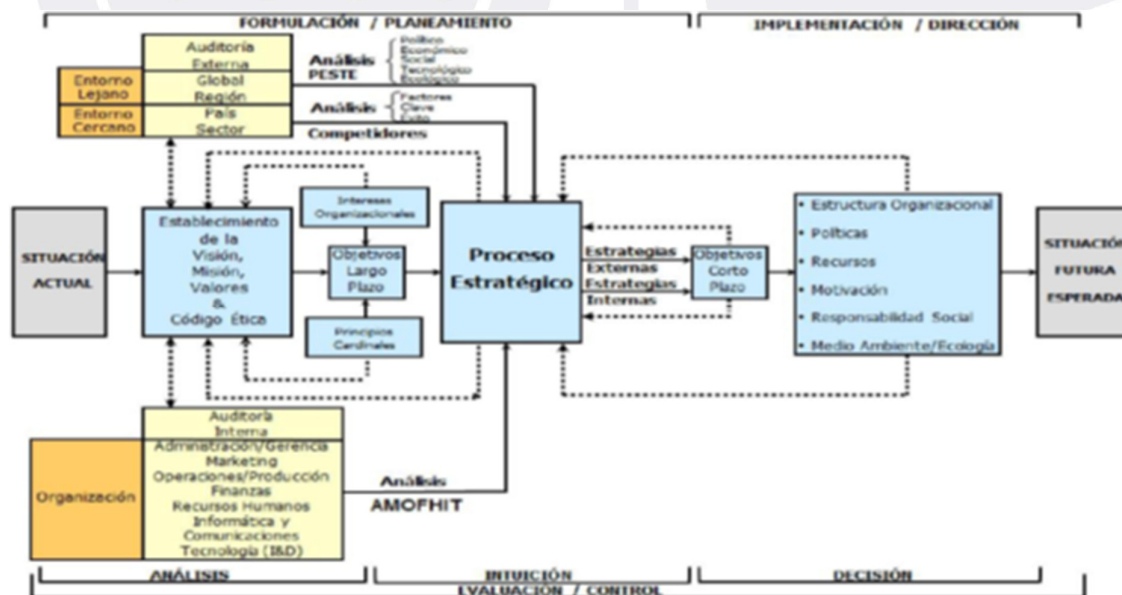 FORMULACIÓN / PLANEAMIENTO
IMPLEMENTACIÓN / DIRECCIÓN
Auditoría
Externa
Entorno
Lejano
Global
Región
Entorno
Cercano
País
Sector
Análisis
PESTE
Político
Económico
Social
Tecnológico
Ecológico
Análisis
Competidores
Factores
Clave
Éxito
SITUACIÓN
ACTUAL
Establecimiento
de la
Visión,
Misión,
Valores
&
Código Ética
Intereses
Organizacionales
Objetivos
Largo
Plazo
Principios
Cardinales
Proceso
Estratégico
Estrategias
Externas
Estrategias
Internas
Objetivos
Corto
Plazo
• Estructura Organizacional
• Políticas
• Recursos
• Motivación
• Responsabilidad Social
• Medio Ambiente/Ecología
SITUACIÓN
FUTURA
ESPERADA
Organización
Auditoría
Interna
Administración/Gerencia
Marketing
Operaciones/Producción
Finanzas
Recursos Humanos
Informática y
Comunicaciones
Tecnología (I&D)
Análisis
AMOFHIT
ANÁLISIS
INTUICIÓN
DECISIÓN
EVALUACIÓN / CONTROL